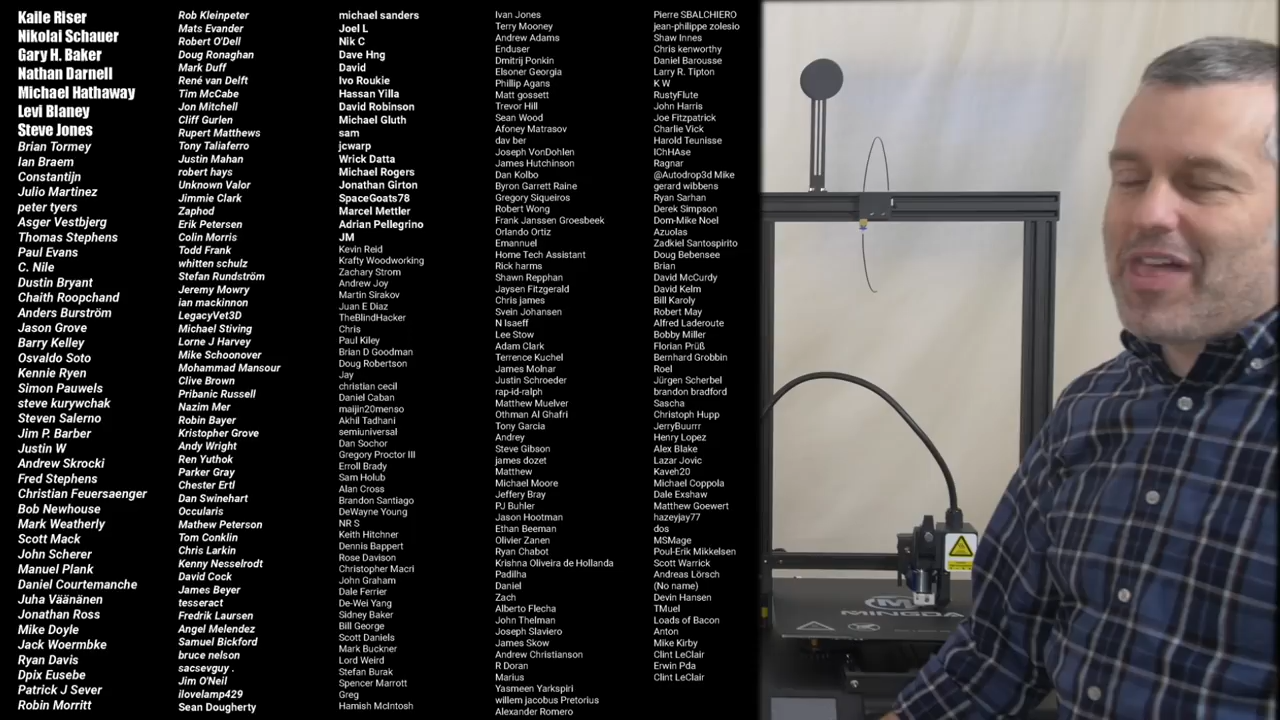 Kalle Riser
Nikolai Schauer
Gary H. Baker
Nathan Darnell
Michael Hathaway
Levi Blaney
Steve Jones
Brian Tormey
Ian Braem
Constantijn
Julio Martinez
peter tyers
Asger Vestbjerg
Thomas Stephens
Paul Evans
C. Nile
Dustin Bryant
Chaith Roopchand
Anders Burström
Jason Grove
Barry Kelley
Osvaldo Soto
Kennie Ryen
Simon Pauwels
steve kurywchak
Steven Salerno
Jim P. Barber
Justin W
Andrew Skrocki
Fred Stephens
Christian Feuersaenger
Bob Newhouse
Mark Weatherly
Scott Mack
John Scherer
Manuel Plank
Daniel Courtemanche
Juha Väänänen
Jonathan Ross
Mike Doyle
Jack Woermbke
Ryan Davis
Dpix Eusebe
Patrick J Sever
Robin Morritt
Rob Kleinpeter
Mats Evander
Robert O'Dell
Doug Ronaghan
Mark Duff
René van Delft
Tim McCabe
Jon Mitchell
Cliff Gurlen
Rupert Matthews
Tony Taliaferro
Justin Mahan
robert hays
Unknown Valor
Jimmie Clark
Zaphod
Erik Petersen
Colin Morris
Todd Frank
whitten schulz
Stefan Rundström
Jeremy Mowry
ian mackinnon
LegacyVet3D
Michael Stiving
Lorne J Harvey
Mike Schoonover
Mohammad Mansour
Clive Brown
Pribanic Russell
Nazim Mer
Robin Bayer
Kristopher Grove
Andy Wright
Ren Yuthok
Parker Gray
Chester Ertl
Dan Swinehart
Occularis
Mathew Peterson
Tom Conklin
Chris Larkin
Kenny Nesselrodt
David Cock
James Beyer
tesseract
Fredrik Laursen
Angel Melendez
Samuel Bickford
bruce nelson
sacsevguy .
Jim O'Neil
ilovelamp429
Sean Dougherty
michael sanders
Joel L
Nik C
Dave Hng
David
Ivo Roukie
Hassan Yilla
David Robinson
Michael Gluth
sam
jcwarp
Wrick Datta
Michael Rogers
Jonathan Girton
SpaceGoats78
Marcel Mettler
Adrian Pellegrino
JM
Kevin Reid
Krafty Woodworking
Zachary Strom
Andrew Joy
Martin Sirakov
Juan E Diaz
TheBlindHacker
Chris
Paul Kiley
Brian D Goodman
Doug Robertson
Jay
christian cecil
Daniel Caban
maijin20menso
Akhil Tadhani
semiuniversal
Dan Sochor
Gregory Proctor III
Erroll Brady
Sam Holub
Alan Cross
Brandon Santiago
DeWayne Young
NR S
Keith Hitchner
Dennis Bappert
Rose Davison
Christopher Macri
John Graham
Dale Ferrier
De-Wei Yang
Sidney Baker
Bill George
Scott Daniels
Mark Buckner
Lord Weird
Stefan Burak
Spencer Marrott
Greg
Hamish McIntosh
Ivan Jones
Terry Mooney
Andrew Adams
Enduser
Dmitrij Ponkin
Elsoner Georgia
Phillip Agans
Matt gossett
Trevor Hill
Sean Wood
Afoney Matrasov
dav ber
Joseph VonDohlen
James Hutchinson
Dan Kolbo
Byron Garrett Raine
Gregory Siqueiros
Robert Wong
Frank Janssen Groesbeek
Orlando Ortiz
Emannuel
Home Tech Assistant
Rick harms
Shawn Repphan
Jaysen Fitzgerald
Chris james
Svein Johansen
N Isaeff
Lee Stow
Adam Clark
Terrence Kuchel
James Molnar
Justin Schroeder
rap-id-ralph
Matthew Muelver
Othman Al Ghafri
Tony Garcia
Andrey
Steve Gibson
james dozet
Matthew
Michael Moore
Jeffery Bray
PJ Buhler
Jason Hootman
Ethan Beeman
Olivier Zanen
Ryan Chabot
Krishna Oliveira de Hollanda
Padilha
Daniel
Zach
Alberto Flecha
John Thelman
Joseph Slaviero
James Skow
Andrew Christianson
R Doran
Marius
Yasmeen Yarkspiri
willem jacobus Pretorius
Alexander Romero
Pierre SBALCHIERO
jean-philippe zolesio
Shaw Innes
Chris kenworthy
Daniel Barousse
Larry R. Tipton
K W
RustyFlute
John Harris
Joe Fitzpatrick
Charlie Vick
Harold Teunisse
IChHAse
Ragnar
@Autodrop3d Mike
gerard wibbens
Ryan Sarhan
Derek Simpson
Dom-Mike Noel
Azuolas
Zadkiel Santospirito
Doug Bebensee
Brian
David McCurdy
David Kelm
Bill Karoly
Robert May
Alfred Laderoute
Bobby Miller
Florian Prüß
Bernhard Grobbin
Roel
Jürgen Scherbel
brandon bradford
Sascha
Christoph Hupp
JerryBuurrr
Henry Lopez
Alex Blake
Lazar Jovic
Kaveh20
Michael Coppola
Dale Exshaw
Matthew Goewert
hazeyjay77
dos
MSMage
Poul-Erik Mikkelsen
Scott Warrick
Andreas Lörsch
(No name)
Devin Hansen
TMuel
Loads of Bacon
Anton
Mike Kirby
Clint LeClair
Erwin Pda
Clint LeClair
MINGDA